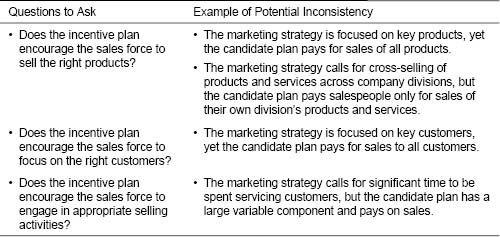 Questions to Ask
Example of Potential Inconsistency
• Does the incentive plan
encourage the sales force to
sell the right products?
• The marketing strategy is focused on key products, yet
the candidate plan pays for sales of all products.
• The marketing strategy calls for cross-selling of
products and services across company divisions, but
the candidate plan pays salespeople only for sales of
their own division's products and services.
• Does the incentive plan
encourage the sales force to
focus on the right customers?
• The marketing strategy is focused on key customers,
yet the candidate plan pays for sales to all customers.
• Does the incentive plan
encourage the sales force to
engage in appropriate selling
activities?
• The marketing strategy calls for significant time to be
spent servicing customers, but the candidate plan has a
large variable component and pays on sales.